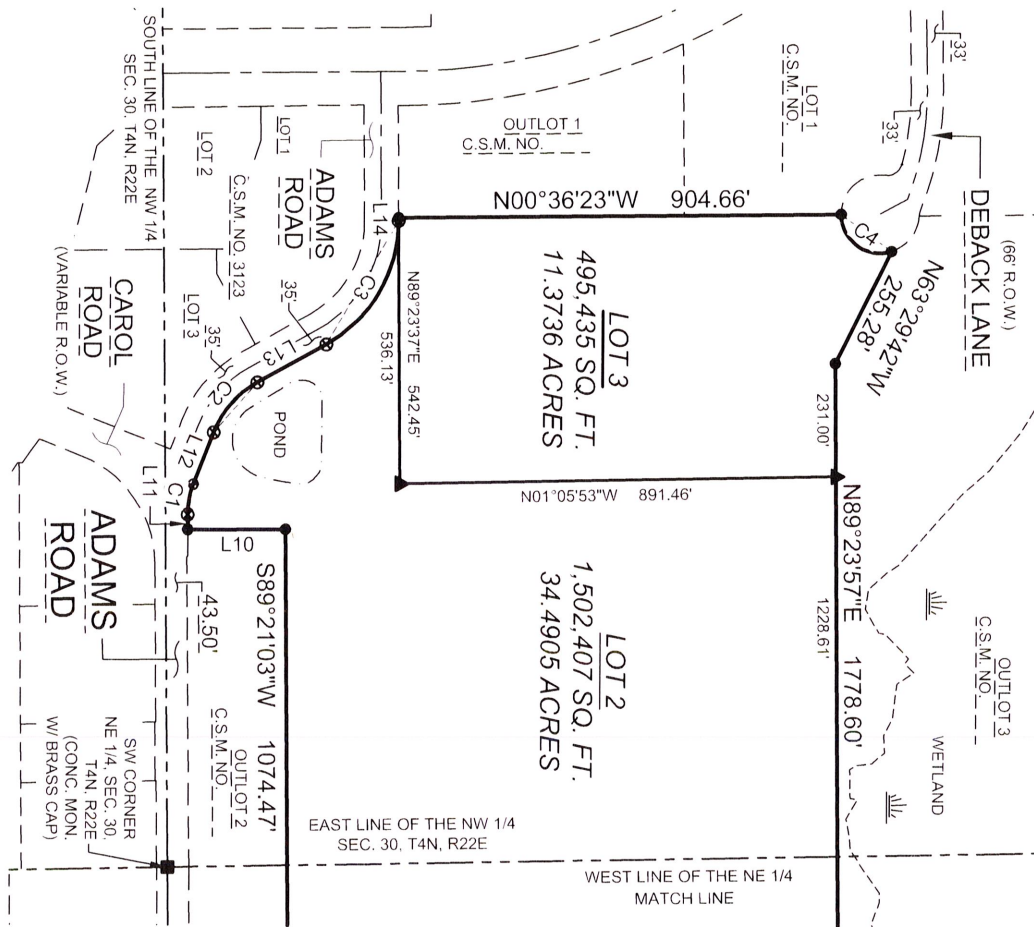 33'
33'
DEBACK LANE
(66' R.O.W.)
LOT 1
C.S.M. NO.
OUTLOT 1
C.S.M. NO.
N00°36'23"W 904.66'
C4
N63°29'42"W
255.28'
SOUTH LINE OF THE NW 1/4
SEC. 30, T4N, R22E
LOT 1
LOT 2
C.S.M. NO. 3123
LOT 3
ADAMS
ROAD
L14
C3
35'
L13
35'
C2
L12
C1
L11
L10
POND
CAROL
ROAD
(VARIABLE R.O.W.)
N89°23'37"E 542.45'
536.13'
LOT 3
495,435 SQ. FT.
11.3736 ACRES
231.00'
N01°05'53"W 891.46'
N89°23'57"E 1778.60'
1228.61'
LOT 2
1,502,407 SQ. FT.
34.4905 ACRES
OUTLOT 3
C.S.M. NO.
WETLAND
ADAMS
ROAD
43.50'
S89°21'03"W 1074.47'
OUTLOT 2
C.S.M. NO.
SW CORNER
NE 1/4, SEC. 30,
T4N, R22E
(CONC. MON.
W/ BRASS CAP)
EAST LINE OF THE NW 1/4
SEC. 30, T4N, R22E
WEST LINE OF THE NE 1/4
MATCH LINE